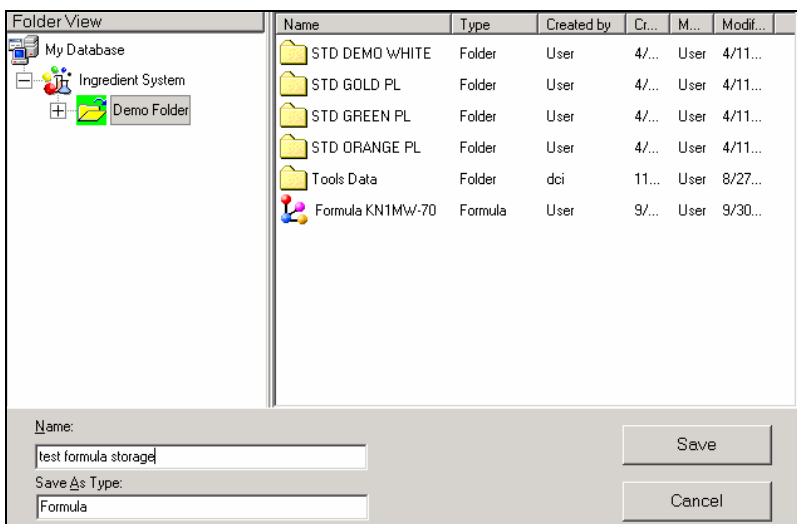 Folder View
My Database
Ingredient System
Demo Folder
Name Type Created by Cr... M... Modif...
STD DEMO WHITE Folder User 4/... User 4/11...
STD GOLD PL Folder User 4/... User 4/11...
STD GREEN PL Folder User 4/... User 4/11...
STD ORANGE PL Folder User 4/... User 4/11...
Tools Data Folder dci 11... User 8/27...
Formula KN1MW-70 Formula User 9/... User 9/30...
Name:
test formula storage
Save As Type:
Formula
Save
Cancel